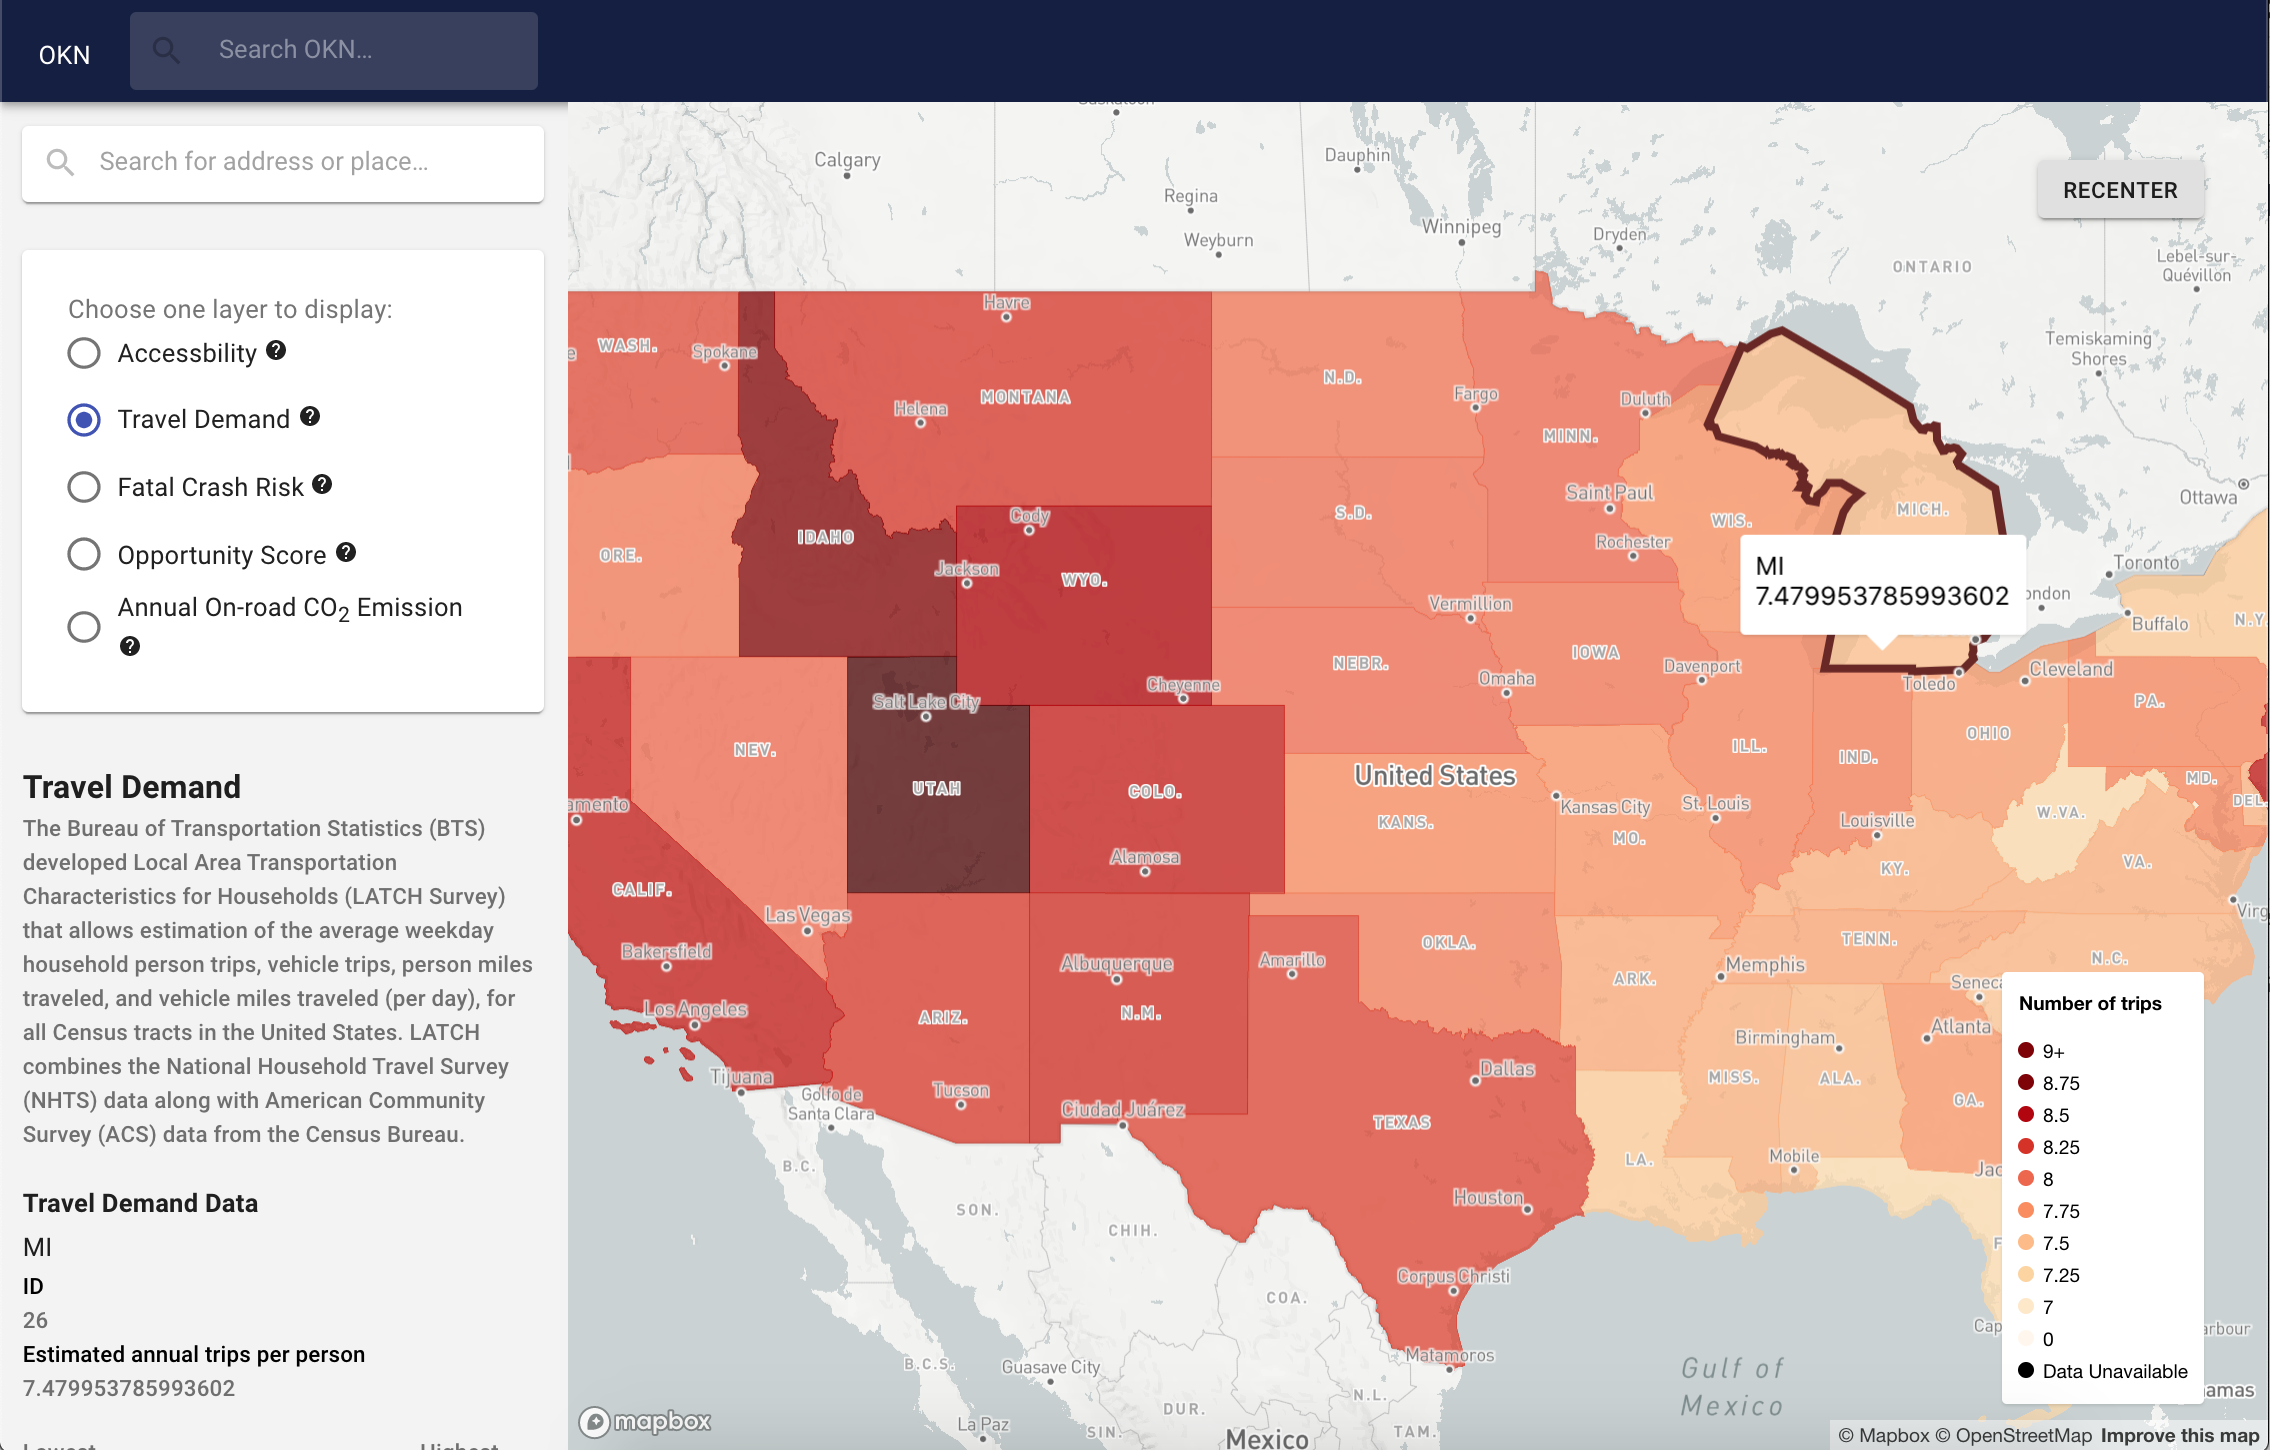 OKN
Search OKN...
Search for address or place...
Choose one layer to display:
Accessbility
Travel Demand
Fatal Crash Risk
Opportunity Score
Annual On-road CO2 Emission
Travel Demand
The Bureau of Transportation Statistics (BTS)
developed Local Area Transportation
Characteristics for Households (LATCH Survey)
that allows estimation of the average weekday
household person trips, vehicle trips, person miles
traveled, and vehicle miles traveled (per day), for
all Census tracts in the United States. LATCH
combines the National Household Travel Survey
(NHTS) data along with American Community
Survey (ACS) data from the Census Bureau.
Travel Demand Data
MI
ID
26
Estimated annual trips per person
7.479953785993602
Lowest
Highest
RECENTER
Calgary
Dauphin
Regina
Winnipeg
Weyburn
Dryden
ONTARIO
Lebel-sur-
Quévillon
Temiskaming
Shores
Ottawa
Toronto
WASH.
Spokane
Havre
Helena
MONTANA
N.D.
Fargo
Duluth
MINN.
Saint Paul
Rochester
WIS.
MICH.
MI
7.479953785993602
ondon
Buffalo
N.Y.
ORE.
IDAHO
Cody
Jackson
WYO.
Cheyenne
S.D.
Vermillion
NEBR.
IOWA
Omaha
Davenport
Toledo
Cleveland
PA.
OHIO
IND.
ILL.
Salt Lake City
NEV.
UTAH
COLO.
Alamosa
United States
KANS.
Kansas City
MO.
St. Louis
Louisville
KY.
W.VA.
MD.
DEL.
VA.
Virg
amento
CALIF.
Las Vegas
Bakersfield
Los Angeles
Tijuana
ARIZ.
Tucson
Albuquerque
N.M.
Amarillo
OKLA.
ARK.
Memphis
TENN.
N.C.
Senec
Atlanta
Birmingham
MISS.
ALA.
GA.
Golfo de
Santa Clara
Ciudad Juárez
Dallas
TEXAS
Houston
LA.
Mobile
Jac
B.C.
SON.
CHIH.
Corpus Christi
COA.
Matamoros
B.C.S.
Guasave City
N.L.
DUR.
La Paz
SIN.
TAM.
Mexico
Gulf of
Mexico
F
Cap
arbour
amas
Number of trips
9+
8.75
8.5
8.25
8
7.75
7.5
7.25
7
0
Data Unavailable
mapbox
© Mapbox © OpenStreetMap Improve this map